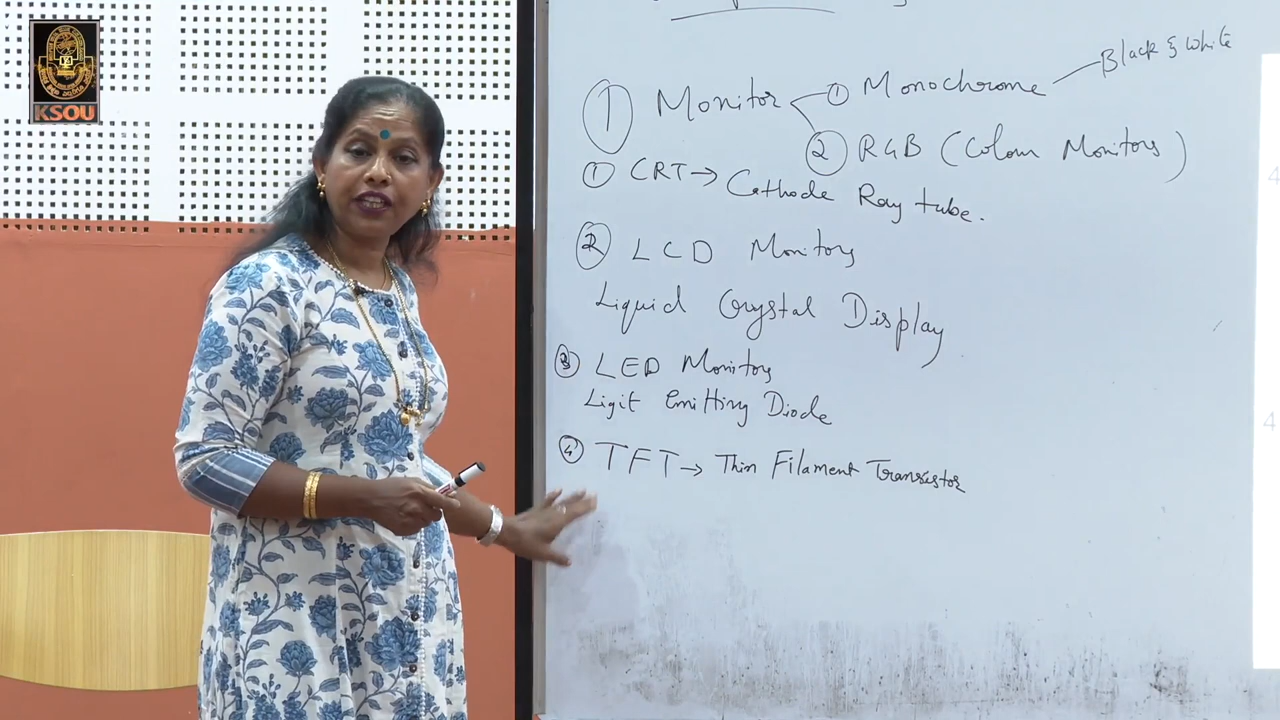 KSOU
Black & White
① Monitor ① Monochrome
② RGB (Colour Monitors)
① CRT → Cathode Ray tube.
② LCD Monitors
Liquid Crystal Display
③ LED Monitors
Ligit Emitting Diode
④ TFT → Thin Filament Transistor